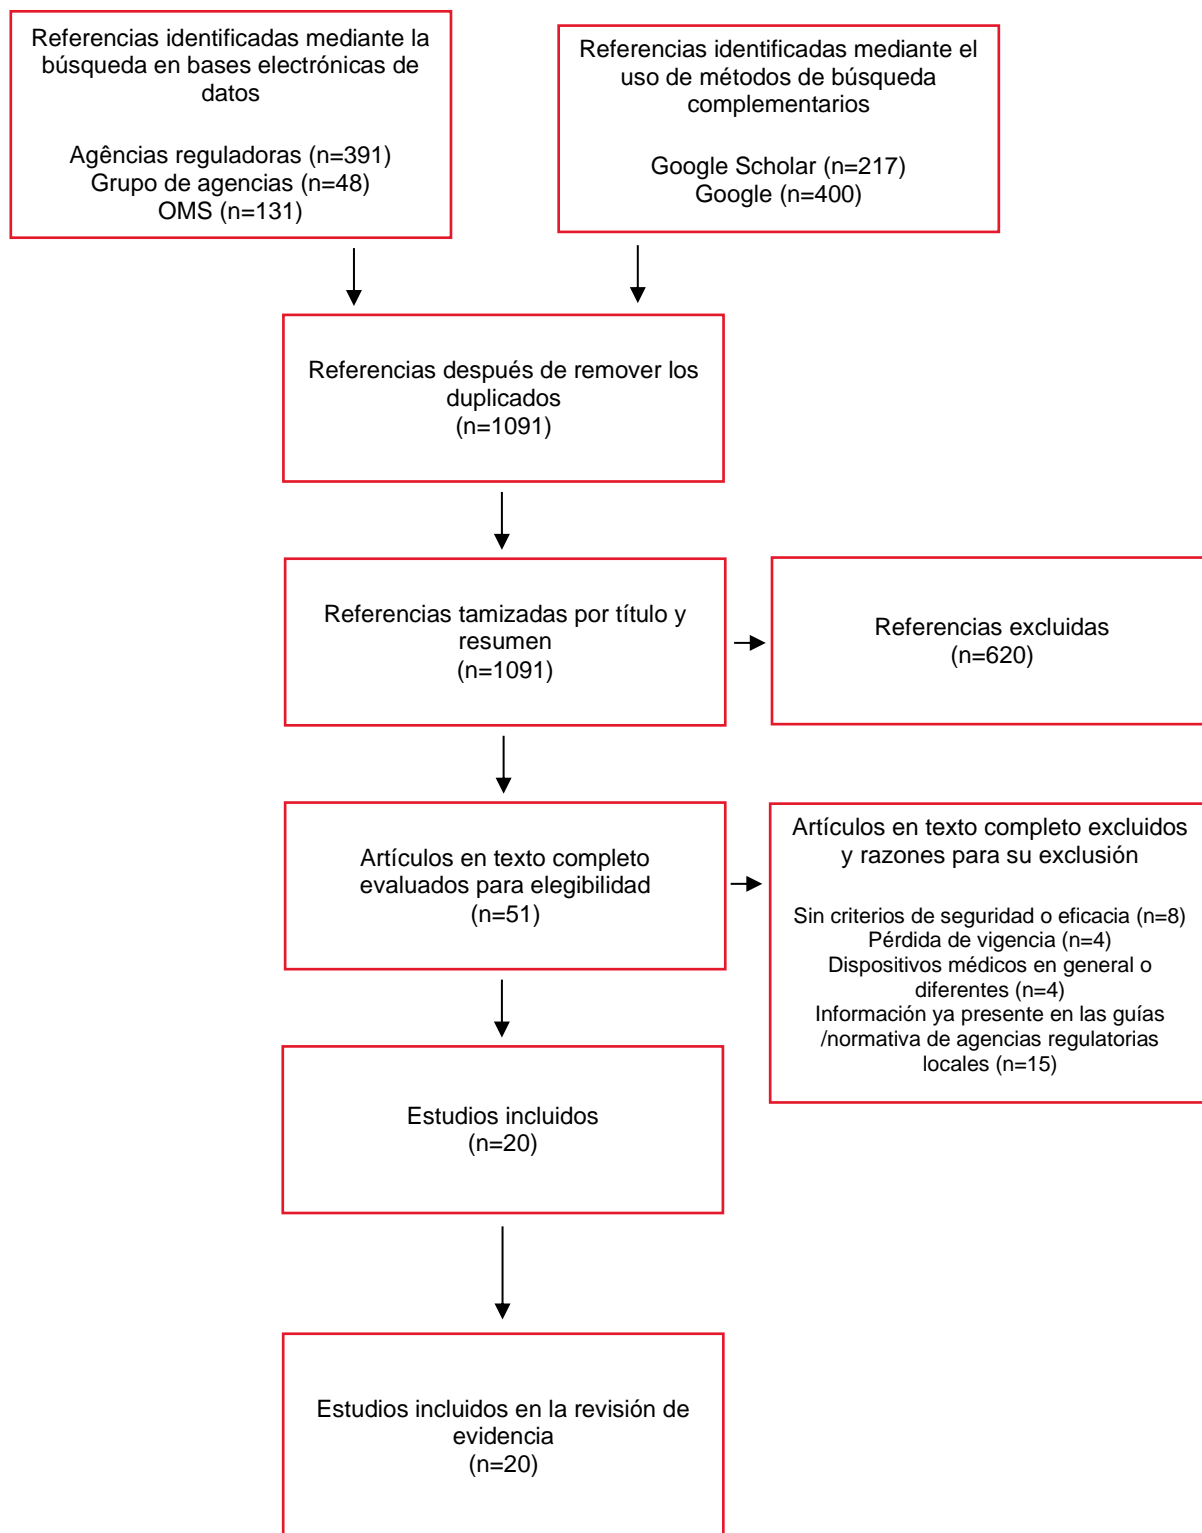 Referencias identificadas mediante la
búsqueda en bases electrónicas de
datos
Agências reguladoras (n=391)
Grupo de agencias (n=48)
OMS (n=131)
Referencias identificadas mediante el
uso de métodos de búsqueda
complementarios
Google Scholar (n=217)
Google (n=400)
Referencias después de remover los
duplicados
(n=1091)
Referencias tamizadas por título y
resumen
(n=1091)
Referencias excluidas
(n=620)
Artículos en texto completo
evaluados para elegibilidad
(n=51)
Artículos en texto completo excluidos
y razones para su exclusión
Sin criterios de seguridad o eficacia (n=8)
Pérdida de vigencia (n=4)
Dispositivos médicos en general o
diferentes (n=4)
Información ya presente en las guías
/normativa de agencias regulatorias
locales (n=15)
Estudios incluidos
(n=20)
Estudios incluidos en la revisión de
evidencia
(n=20)